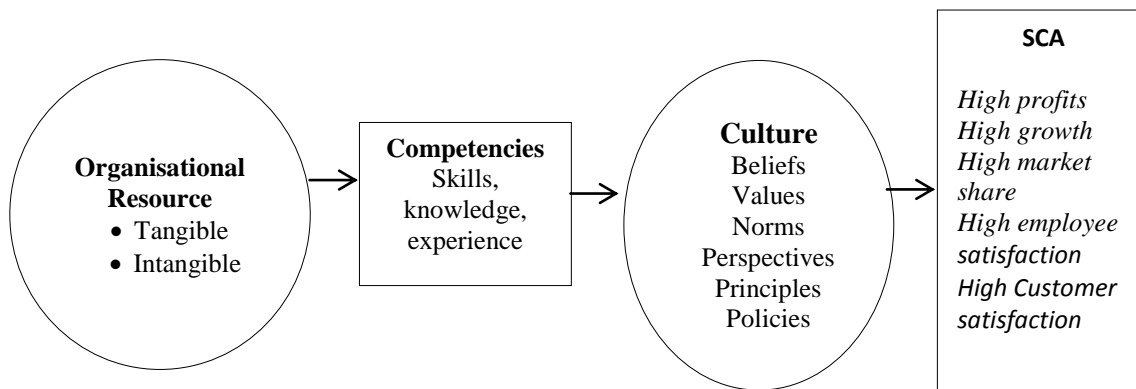 Organisational
Resource
• Tangible
• Intangible
Competencies
Skills,
knowledge,
experience
Culture
Beliefs
Values
Norms
Perspectives
Principles
Policies
SCA
High profits
High growth
High market
share
High employee
satisfaction
High Customer
satisfaction